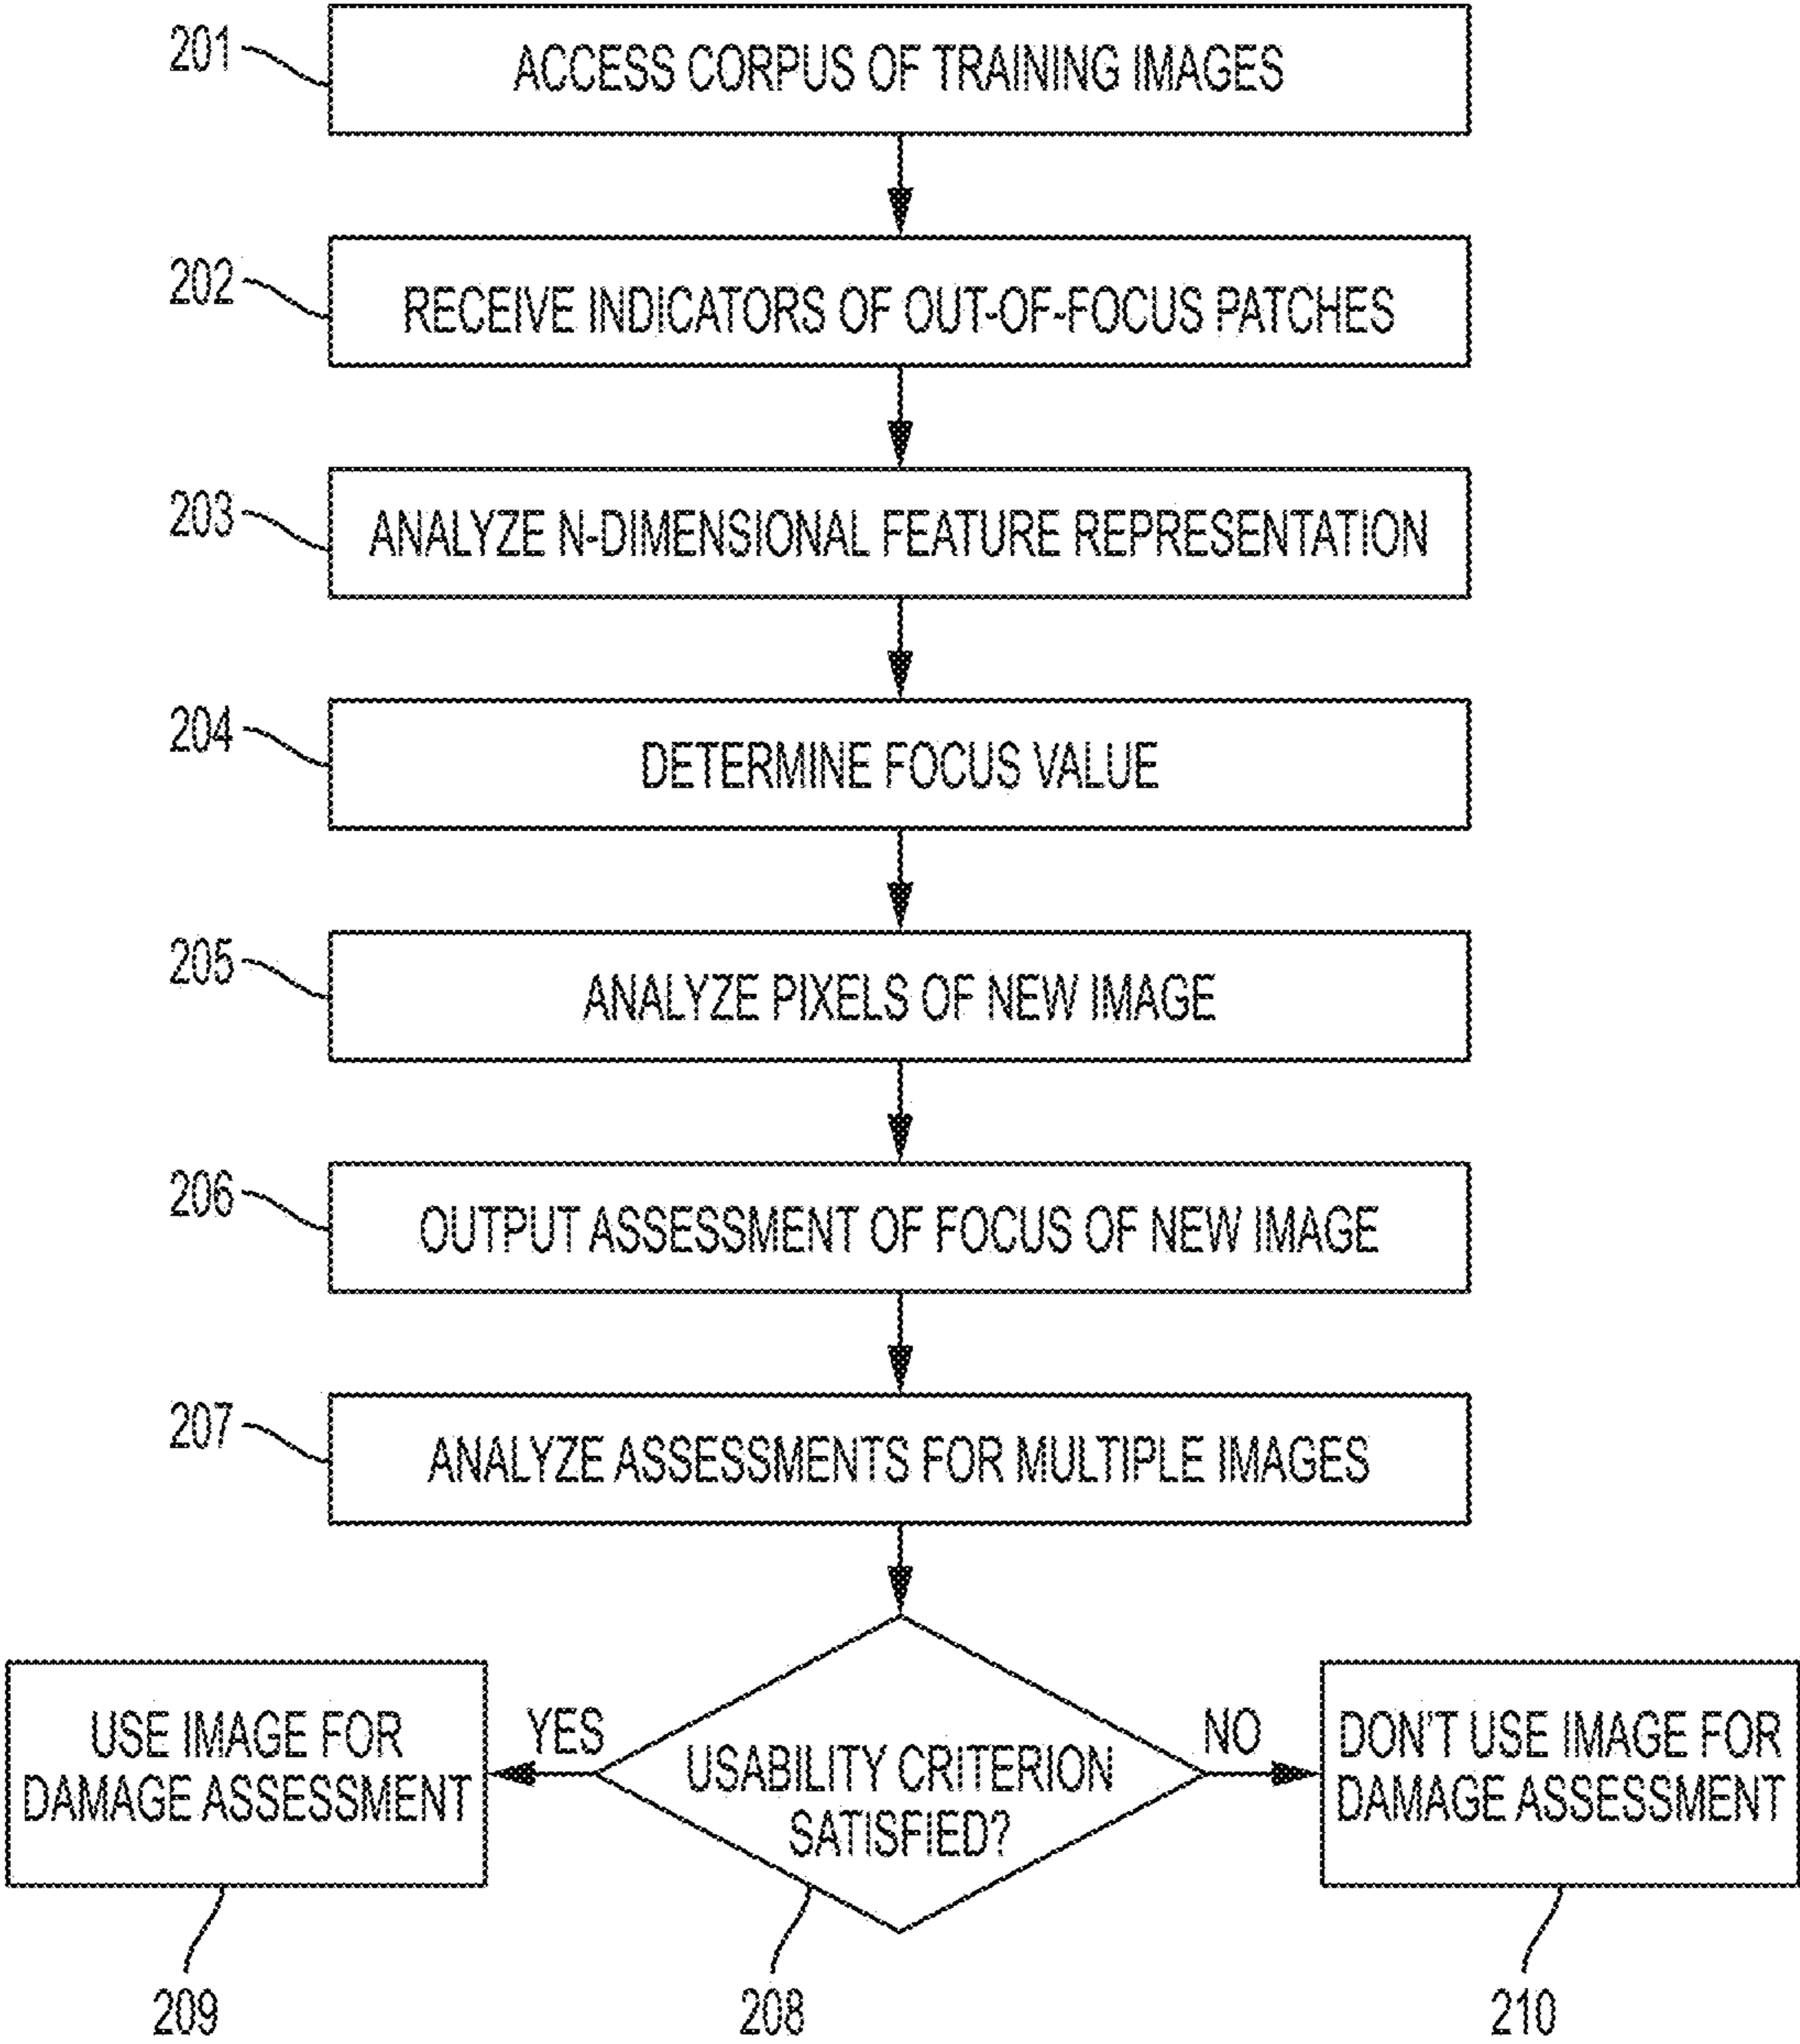 201
ACCESS CORPUS OF TRAINING IMAGES
202
RECEIVE INDICATORS OF OUT-OF-FOCUS PATCHES
203
ANALYZE N-DIMENSIONAL FEATURE REPRESENTATION
204
DETERMINE FOCUS VALUE
205
ANALYZE PIXELS OF NEW IMAGE
206
OUTPUT ASSESSMENT OF FOCUS OF NEW IMAGE
207
ANALYZE ASSESSMENTS FOR MULTIPLE IMAGES
USE IMAGE FOR
DAMAGE ASSESSMENT
YES
USABILITY CRITERION
SATISFIED?
NO
DON'T USE IMAGE FOR
DAMAGE ASSESSMENT
209
208
210